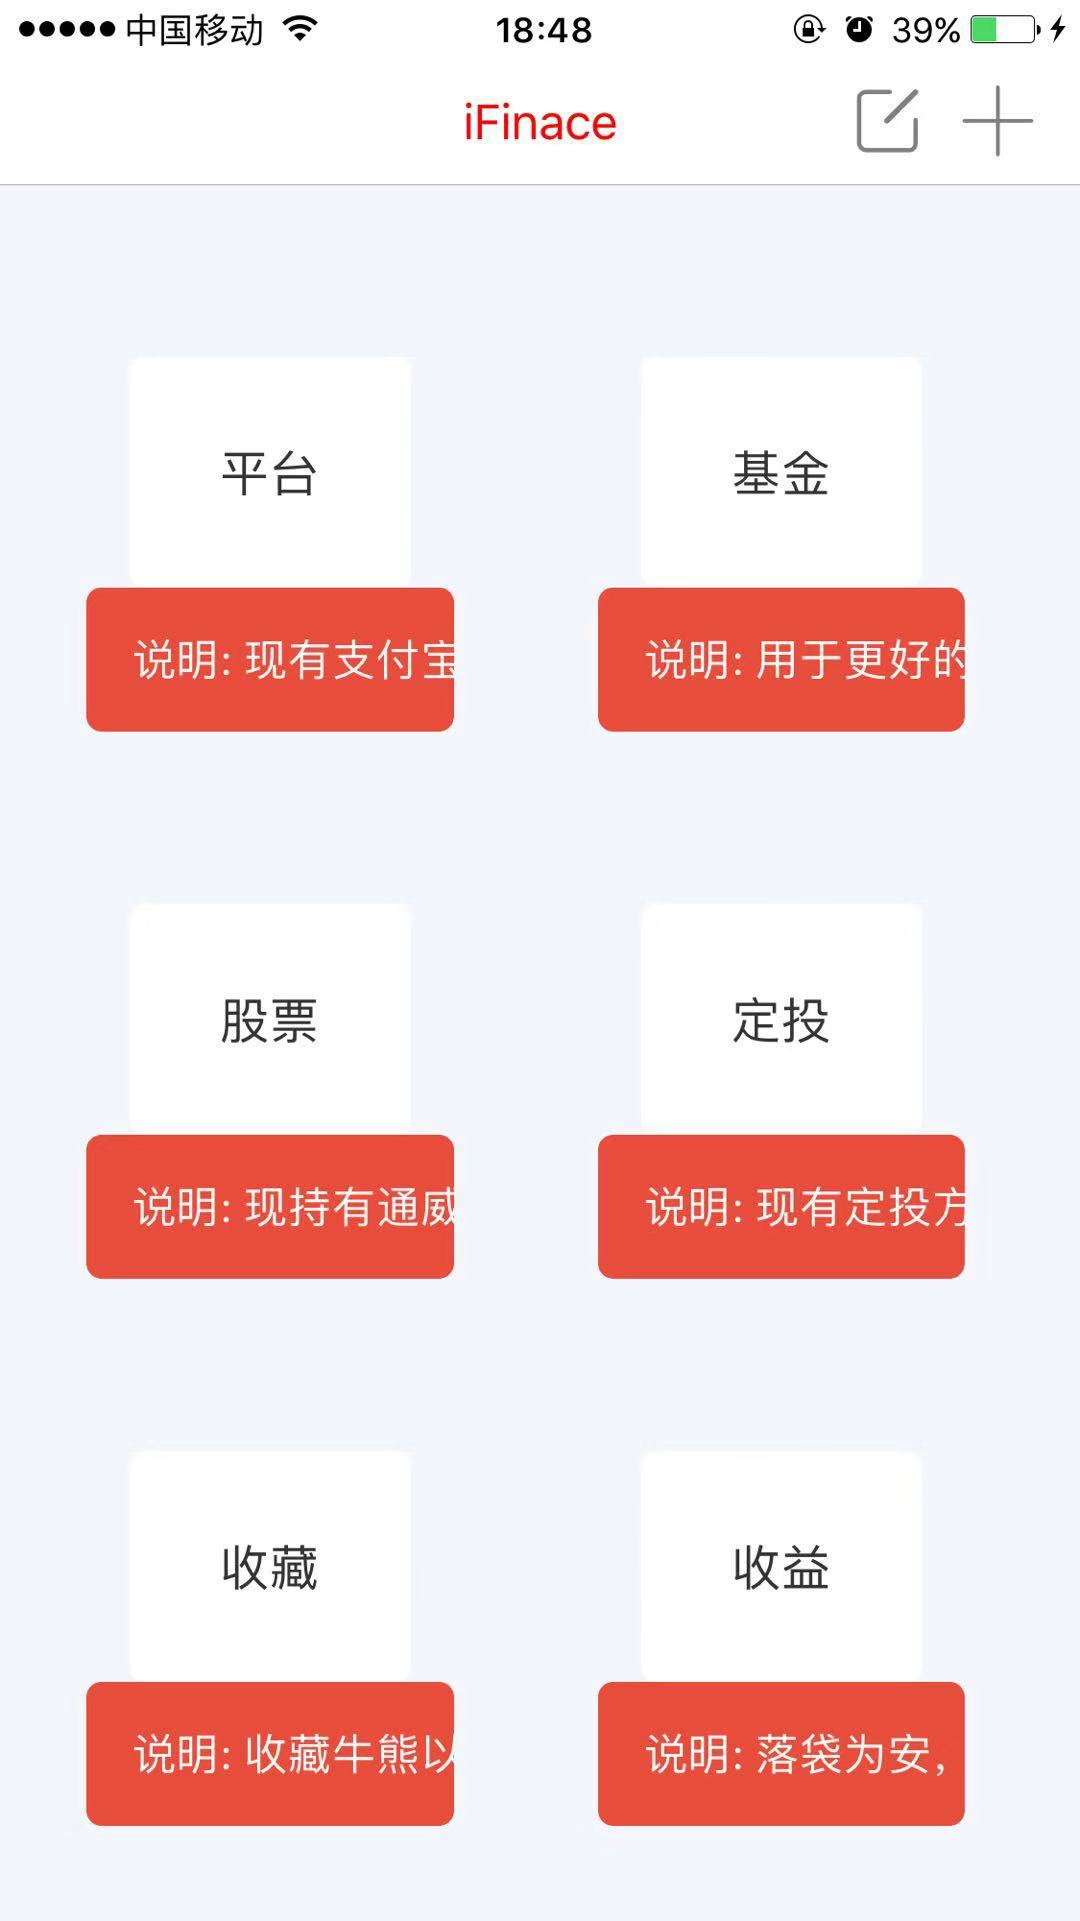 中国移动
18:48
39%
iFinace
平台
基金
说明: 现有支付宝
说明: 用于更好的
股票
定投
说明: 现持有通威
说明: 现有定投方
收藏
收益
说明: 收藏牛熊以
说明: 落袋为安，